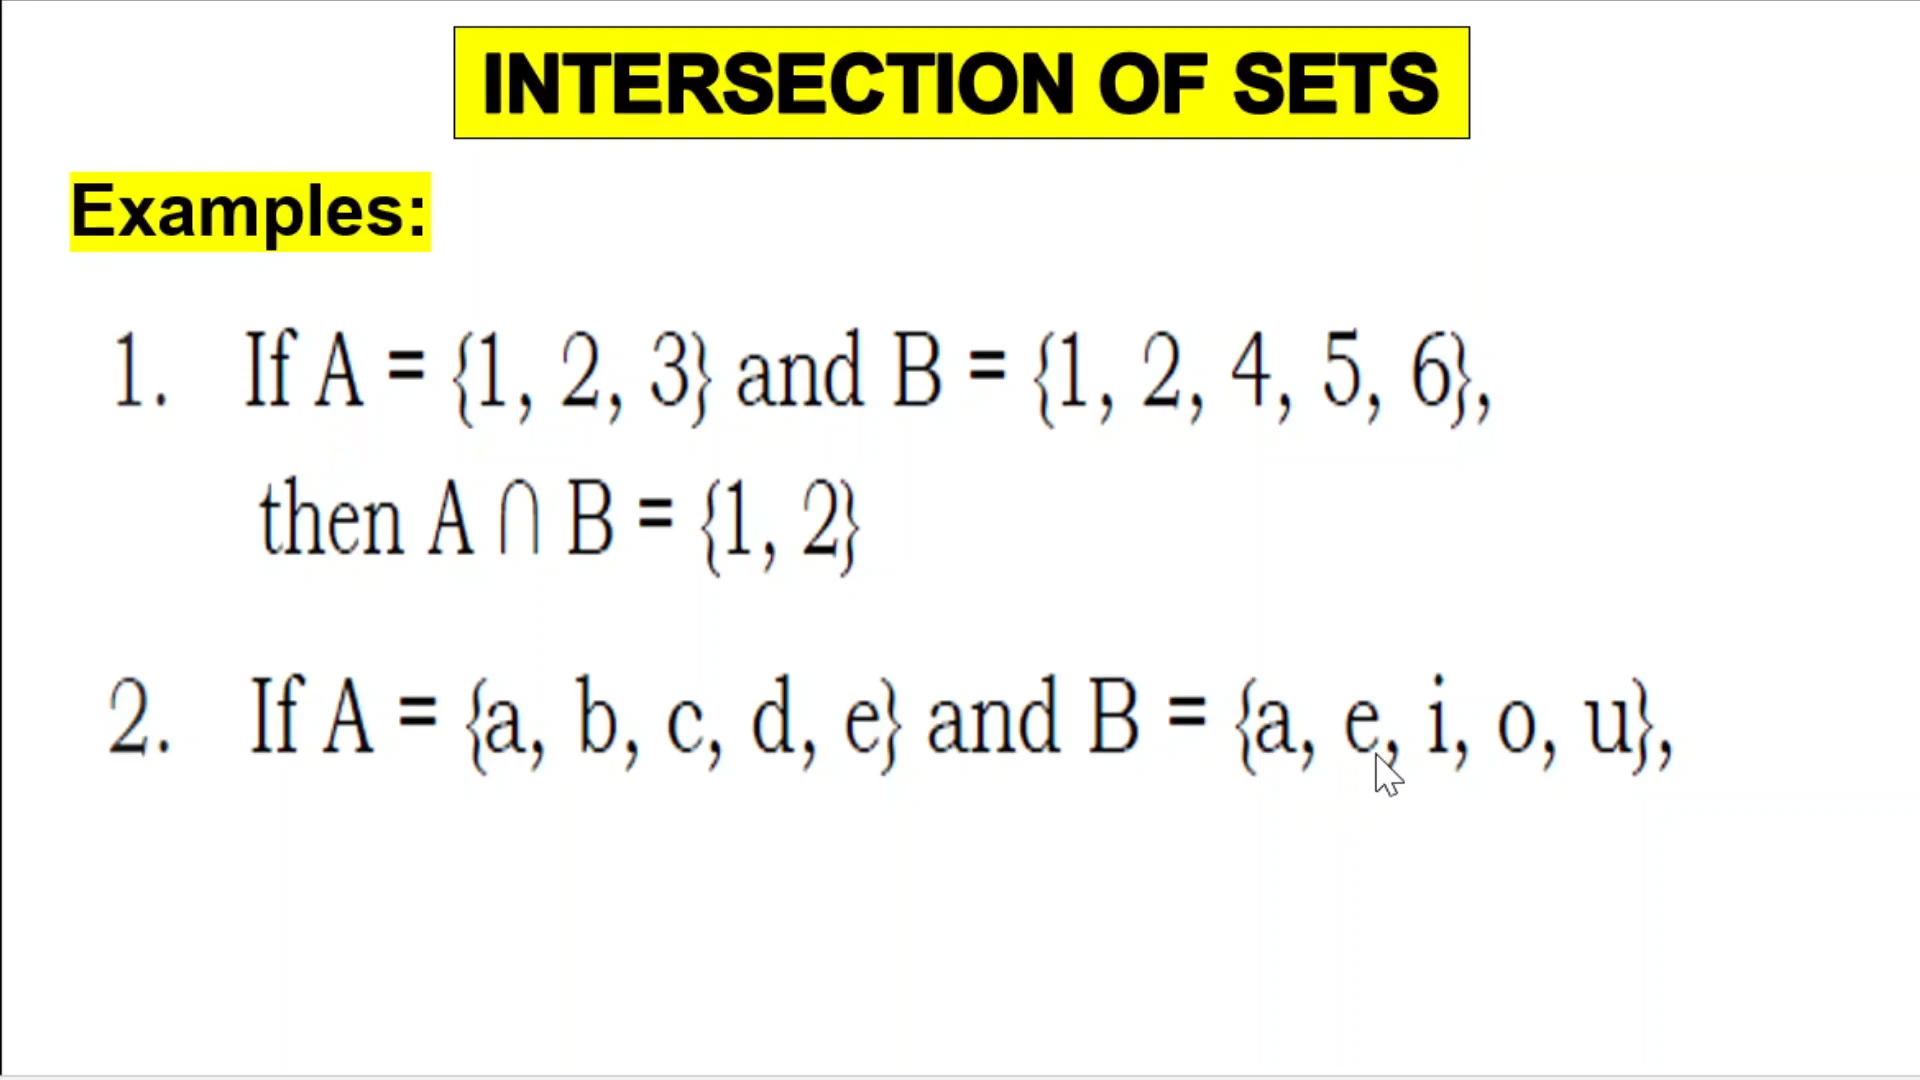 INTERSECTION OF SETS
Examples:
1. If A = {1, 2, 3} and B = {1, 2, 4, 5, 6},
then A ∩ B = {1, 2}
2. If A = {a, b, c, d, e} and B = {a, e, i, o, u},